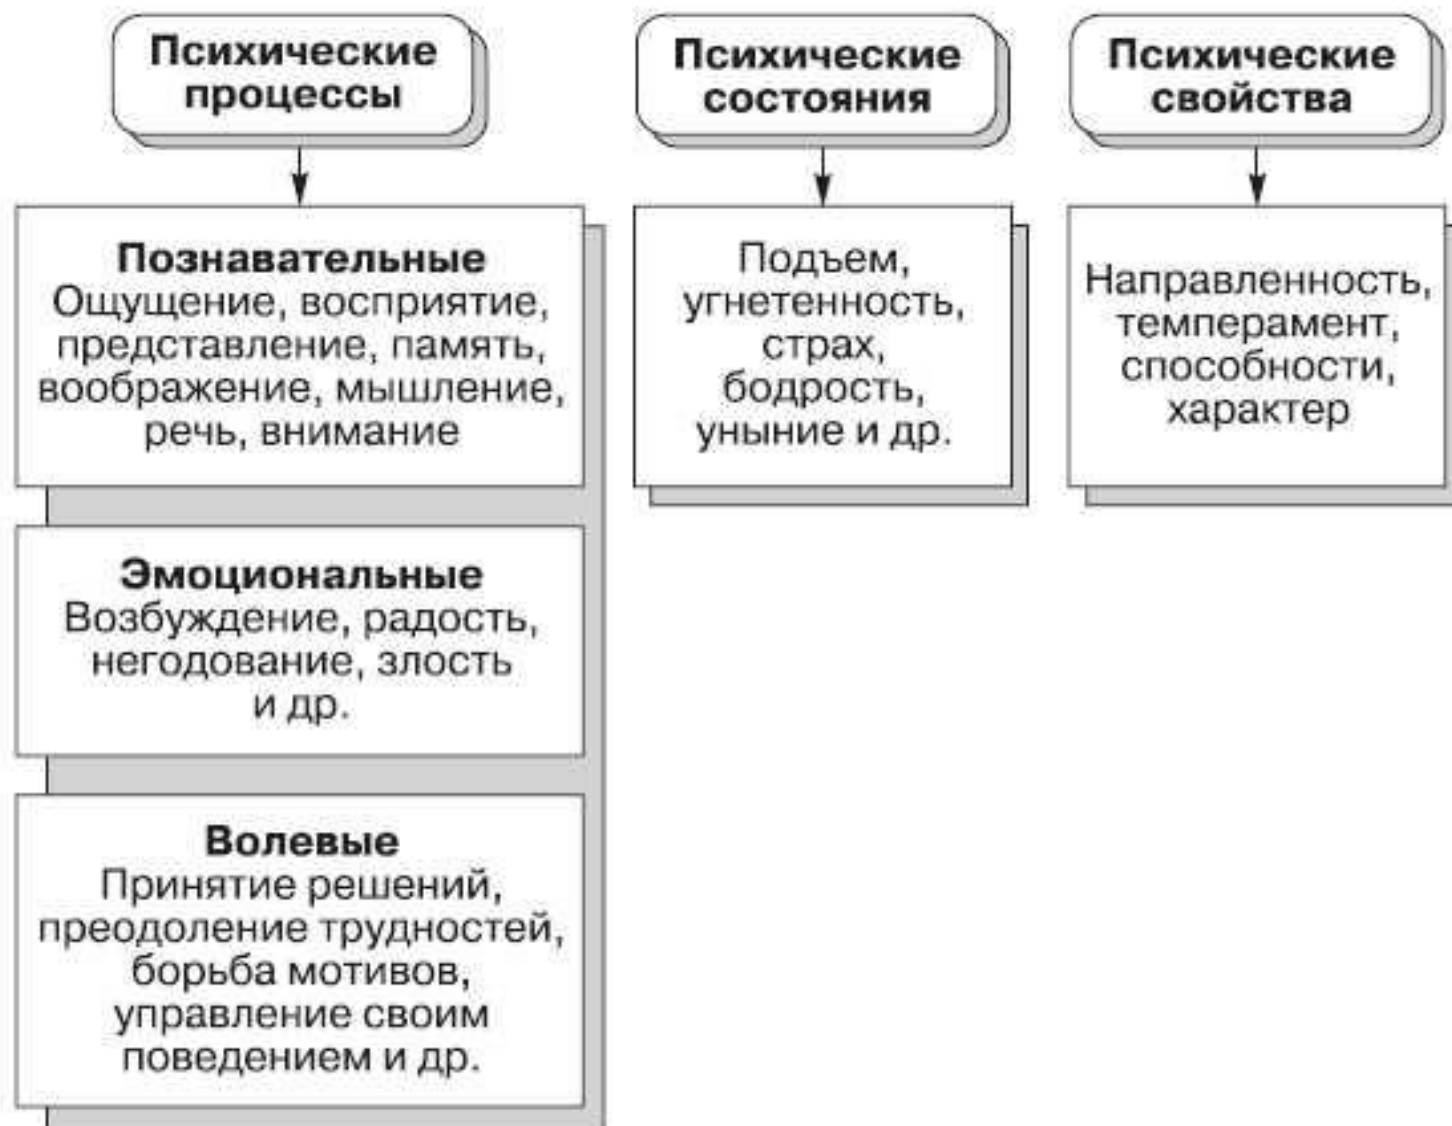 Психические
процессы
Познавательные
Ощущение, восприятие,
представление, память,
воображение, мышление,
речь, внимание
Эмоциональные
Возбуждение, радость,
негодование, злость
и др.
Волевые
Принятие решений,
преодоление трудностей,
борьба мотивов,
управление своим
поведением и др.
Психические
состояния
Подъем,
угнетенность,
страх,
бодрость,
уныние и др.
Психические
свойства
Направленность,
темперамент,
способности,
характер